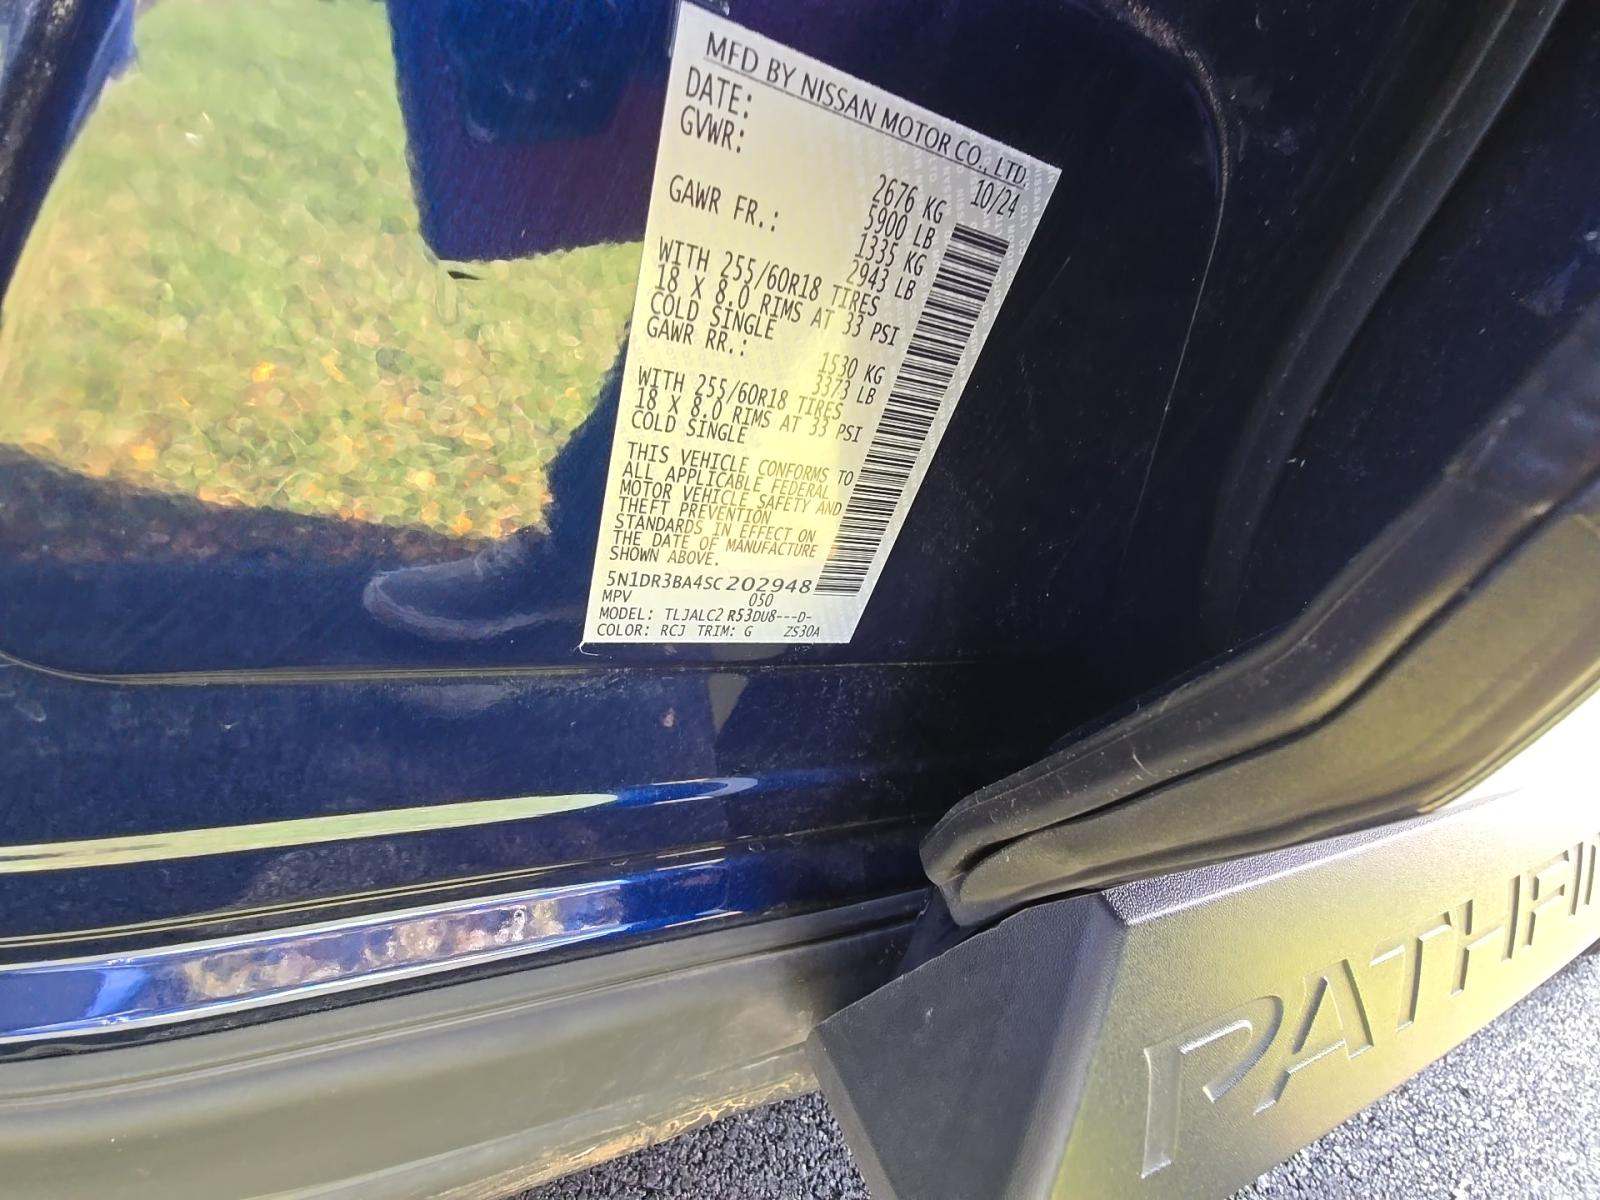 MFD BY NISSAN MOTOR CO., LTD.
DATE: 10/24
GVWR: 2676 KG
5900 LB
GAWR FR.: 1335 KG
2943 LB
WITH 255/60R18 TIRES
18 X 8.0 RIMS AT 33 PSI
COLD SINGLE
GAWR RR.: 1530 KG
3373 LB
WITH 255/60R18 TIRES
18 X 8.0 RIMS AT 33 PSI
COLD SINGLE
THIS VEHICLE CONFORMS TO
ALL APPLICABLE FEDERAL
MOTOR VEHICLE SAFETY AND
THEFT PREVENTION
STANDARDS IN EFFECT ON
THE DATE OF MANUFACTURE
SHOWN ABOVE.
5N1DR3BA4SC202948
MPV 050
MODEL: TLJALC2 R53DU8---D-
COLOR: RCJ TRIM: G ZS30A
PATHFIN